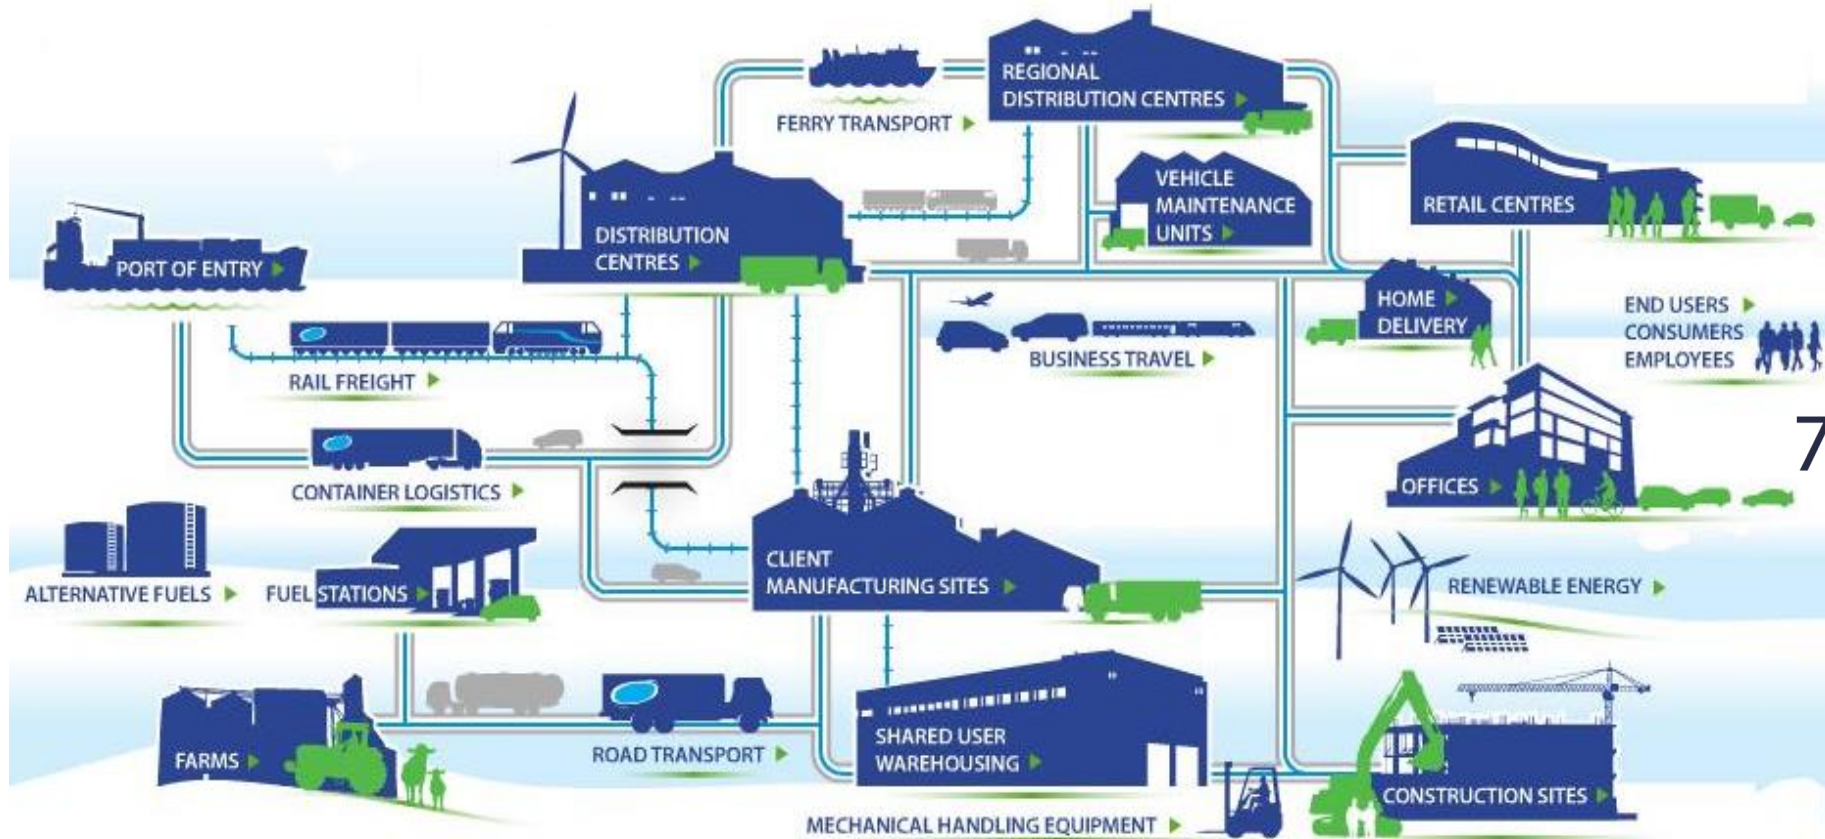 REGIONAL
DISTRIBUTION CENTRES
FERRY TRANSPORT
VEHICLE
MAINTENANCE
UNITS
RETAIL CENTRES
DISTRIBUTION
CENTRES
PORT OF ENTRY
HOME
DELIVERY
END USERS
CONSUMERS
EMPLOYEES
BUSINESS TRAVEL
RAIL FREIGHT
7
CONTAINER LOGISTICS
OFFICES
CLIENT
MANUFACTURING SITES
ALTERNATIVE FUELS
FUEL STATIONS
RENEWABLE ENERGY
FARMS
ROAD TRANSPORT
SHARED USER
WAREHOUSING
CONSTRUCTION SITES
MECHANICAL HANDLING EQUIPMENT